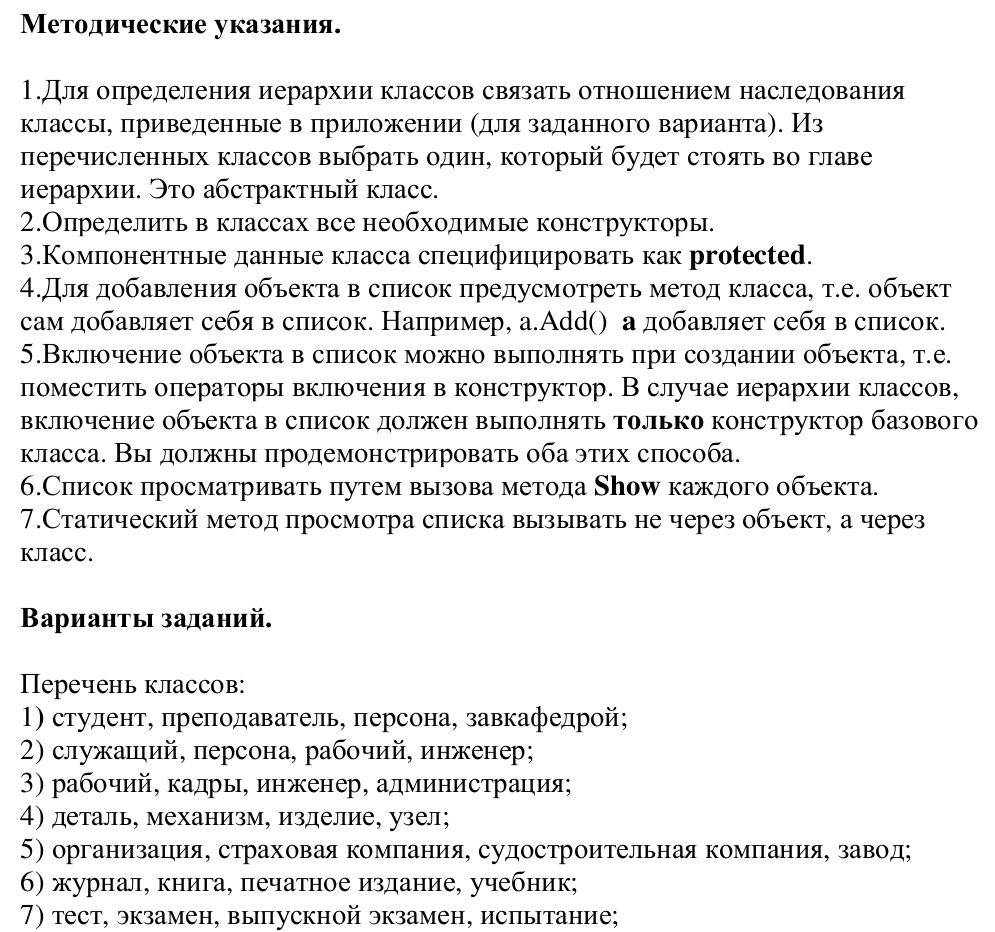 Методические указания.
1.Для определения иерархии классов связать отношением наследования
классы, приведенные в приложении (для заданного варианта). Из
перечисленных классов выбрать один, который будет стоять во главе
иерархии. Это абстрактный класс.
2.Определить в классах все необходимые конструкторы.
3.Компонентные данные класса специфицировать как protected.
4.Для добавления объекта в список предусмотреть метод класса, т.е. объект
сам добавляет себя в список. Например, a.Add()  a добавляет себя в список.
5.Включение объекта в список можно выполнять при создании объекта, т.е.
поместить операторы включения в конструктор. В случае иерархии классов,
включение объекта в список должен выполнять только конструктор базового
класса. Вы должны продемонстрировать оба этих способа.
6.Список просматривать путем вызова метода Show каждого объекта.
7.Статический метод просмотра списка вызывать не через объект, а через
класс.
Варианты заданий.
Перечень классов:
1) студент, преподаватель, персона, завкафедрой;
2) служащий, персона, рабочий, инженер;
3) рабочий, кадры, инженер, администрация;
4) деталь, механизм, изделие, узел;
5) организация, страховая компания, судостроительная компания, завод;
6) журнал, книга, печатное издание, учебник;
7) тест, экзамен, выпускной экзамен, испытание;